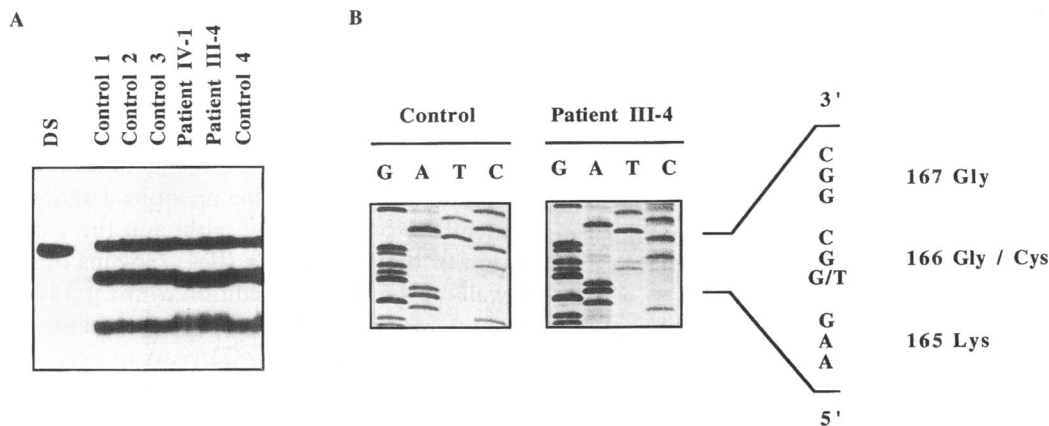 A
B
DS
Control 1
Control 2
Control 3
Patient IV-1
Patient III-4
Control 4
Control
Patient III-4
G A T C
G A T C
3'
C
G
G
167 Gly
C
G
G/T
166 Gly / Cys
G
A
A
165 Lys
5'